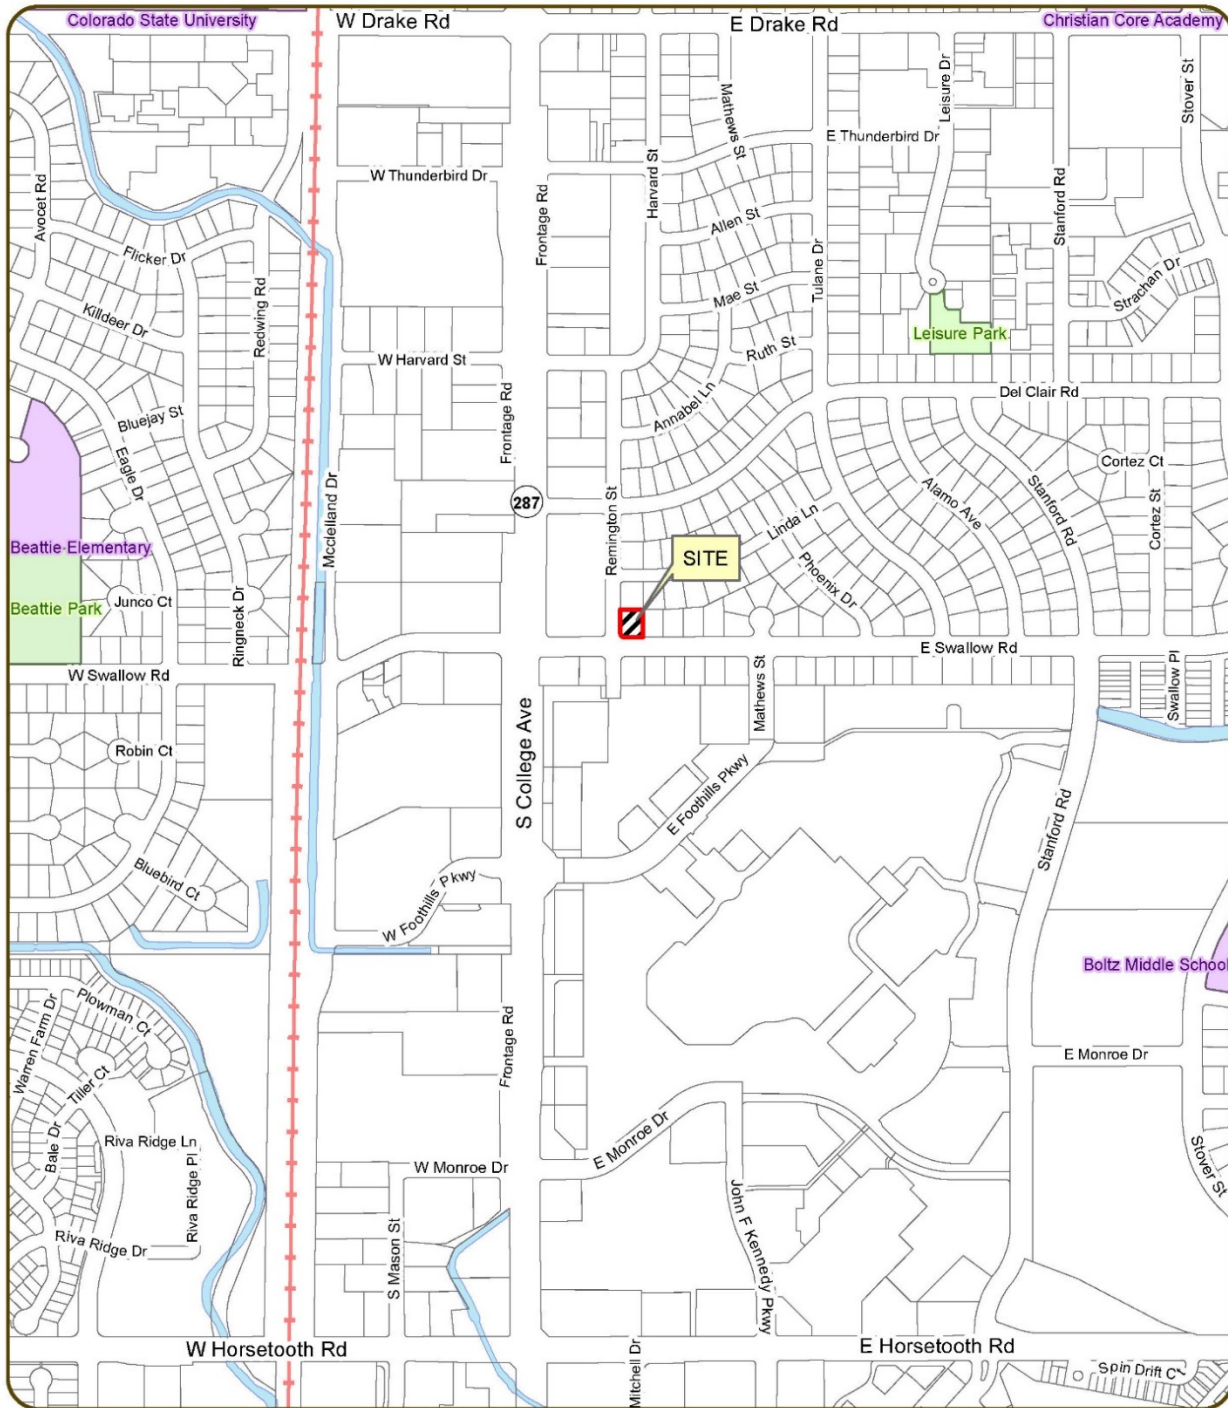 Colorado State University
W Drake Rd
E Drake Rd
Christian Core Academy
Mathews St
Leisure Dr
Stover St
E Thunderbird Dr
W Thunderbird Dr
Avocet Rd
Frontage Rd
Harvard St
Stanford Rd
Allen St
Flicker Dr
Tulane Dr
Strachan Dr
Mae St
Killdeer Dr
Redwing Rd
Leisure Park
Ruth St
W Harvard St
Del Clair Rd
Annabel Ln
Frontage Rd
Bluejay St
Eagle Dr
Cortez Ct
Mcclelland Dr
287
Remington St
Alamo Ave
Stanford Rd
Cortez St
Linda Ln
Beattie Elementary
SITE
Phoenix Dr
Beattie Park
Junco Ct
Ringneck Dr
E Swallow Rd
W Swallow Rd
Mathews St
Swallow Pl
Robin Ct
S College Ave
E Foothills Pkwy
Stanford Rd
Bluebird Ct
W Foothills Pkwy
Boltz Middle School
Plowman Ct
Warren Farm Dr
Frontage Rd
E Monroe Dr
Tiller Ct
Bale Dr
Riva Ridge Ln
E Monroe Dr
W Monroe Dr
Stover St
Riva Ridge Pl
John F Kennedy Pkwy
Riva Ridge Dr
S Mason St
W Horsetooth Rd
E Horsetooth Rd
Mitchell Dr
Spin Drift Ct